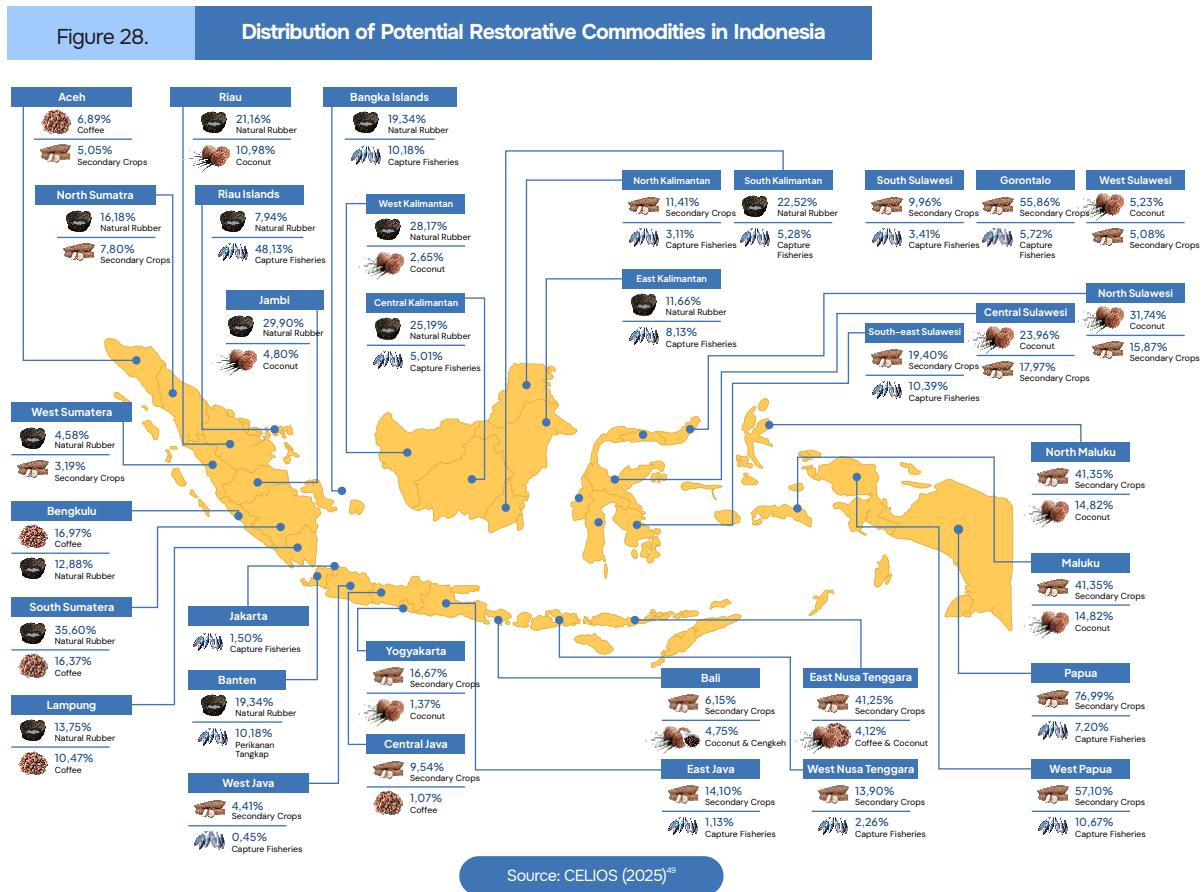 Figure 28.
Distribution of Potential Restorative Commodities in Indonesia
Aceh
6,89%
Coffee
5,05%
Secondary Crops
Riau
21,16%
Natural Rubber
10,98%
Coconut
Bangka Islands
19,34%
Natural Rubber
10,18%
Capture Fisheries
North Sumatra
16,18%
Natural Rubber
7,80%
Secondary Crops
Riau Islands
7,94%
Natural Rubber
48,13%
Capture Fisheries
West Kalimantan
28,17%
Natural Rubber
2,65%
Coconut
North Kalimantan
11,41%
Secondary Crops
3,11%
Capture Fisheries
South Kalimantan
22,52%
Natural Rubber
5,28%
Capture
Fisheries
South Sulawesi
9,96%
Secondary Crops
3,41%
Capture Fisheries
Gorontalo
55,86%
Secondary Crops
5,72%
Capture
Fisheries
West Sulawesi
5,23%
Coconut
5,08%
Secondary Crops
Jambi
29,90%
Natural Rubber
4,80%
Coconut
Central Kalimantan
25,19%
Natural Rubber
5,01%
Capture Fisheries
East Kalimantan
11,66%
Natural Rubber
8,13%
Capture Fisheries
South-east Sulawesi
19,40%
Secondary Crops
10,39%
Capture Fisheries
Central Sulawesi
23,96%
Coconut
17,97%
Secondary Crops
North Sulawesi
31,74%
Coconut
15,87%
Secondary Crops
West Sumatera
4,58%
Natural Rubber
3,19%
Secondary Crops
North Maluku
41,35%
Secondary Crops
14,82%
Coconut
Bengkulu
16,97%
Coffee
12,88%
Natural Rubber
Maluku
41,35%
Secondary Crops
14,82%
Coconut
South Sumatera
35,60%
Natural Rubber
16,37%
Coffee
Jakarta
1,50%
Capture Fisheries
Yogyakarta
16,67%
Secondary Crops
1,37%
Coconut
Banten
19,34%
Natural Rubber
10,18%
Perikanan
Tangkap
Bali
6,15%
Secondary Crops
4,75%
Coconut & Cengkeh
East Nusa Tenggara
41,25%
Secondary Crops
4,12%
Coffee & Coconut
Papua
76,99%
Secondary Crops
7,20%
Capture Fisheries
Lampung
13,75%
Natural Rubber
10,47%
Coffee
Central Java
9,54%
Secondary Crops
1,07%
Coffee
West Java
4,41%
Secondary Crops
0,45%
Capture Fisheries
East Java
14,10%
Secondary Crops
1,13%
Capture Fisheries
West Nusa Tenggara
13,90%
Secondary Crops
2,26%
Capture Fisheries
West Papua
57,10%
Secondary Crops
10,67%
Capture Fisheries
Source: CELIOS (2025)49